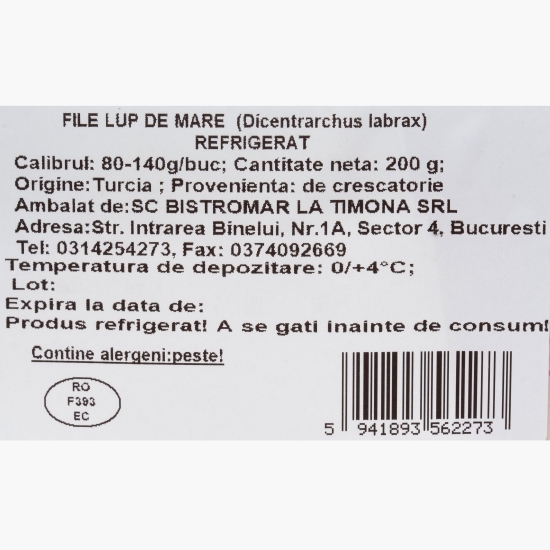 FILE LUP DE MARE (Dicentrarchus labrax)
REFRIGERAT
Calibrul: 80-140g/buc; Cantitate neta: 200 g;
Origine:Turcia ; Provenienta: de crescatorie
Ambalat de:SC BISTROMAR LA TIMONA SRL
Adresa:Str. Intrarea Binelui, Nr.1A, Sector 4, Bucuresti
Tel: 0314254273, Fax: 0374092669
Temperatura de depozitare: 0/+4°C;
Lot:
Expira la data de:
Produs refrigerat! A se gati inainte de consum!
Contine alergeni:peste!
RO
F393
EC
5 941893 562273